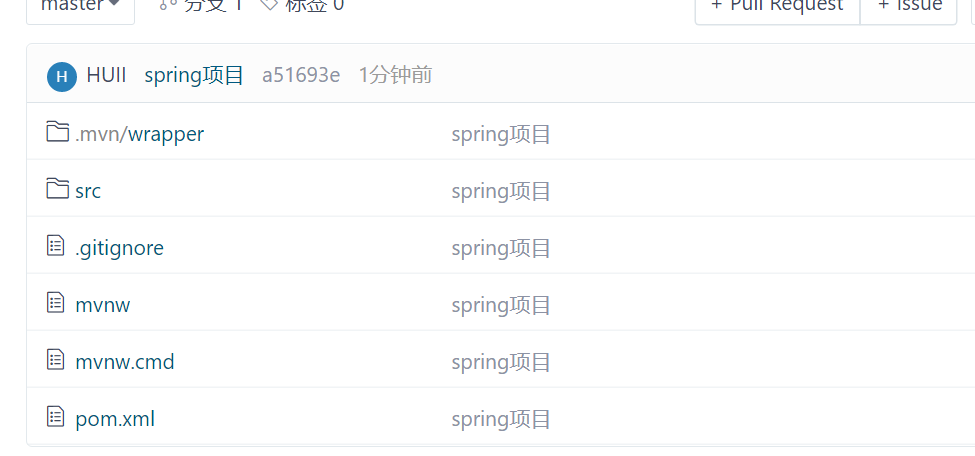 master 分支 1 标签 0 + Pull Request + Issue
H HUII spring项目 a51693e 1分钟前
.mvn/wrapper spring项目
src spring项目
.gitignore spring项目
mvnw spring项目
mvnw.cmd spring项目
pom.xml spring项目